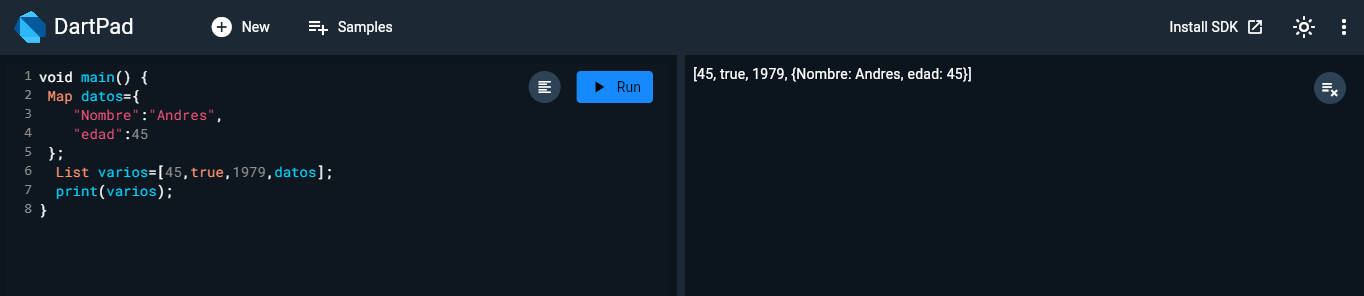 DartPad New Samples Install SDK
1 void main() {
2 Map datos={
3 "Nombre":"Andres",
4 "edad":45
5 };
6 List varios=[45,true,1979,datos];
7 print(varios);
8 }
Run
[45, true, 1979, {Nombre: Andres, edad: 45}]